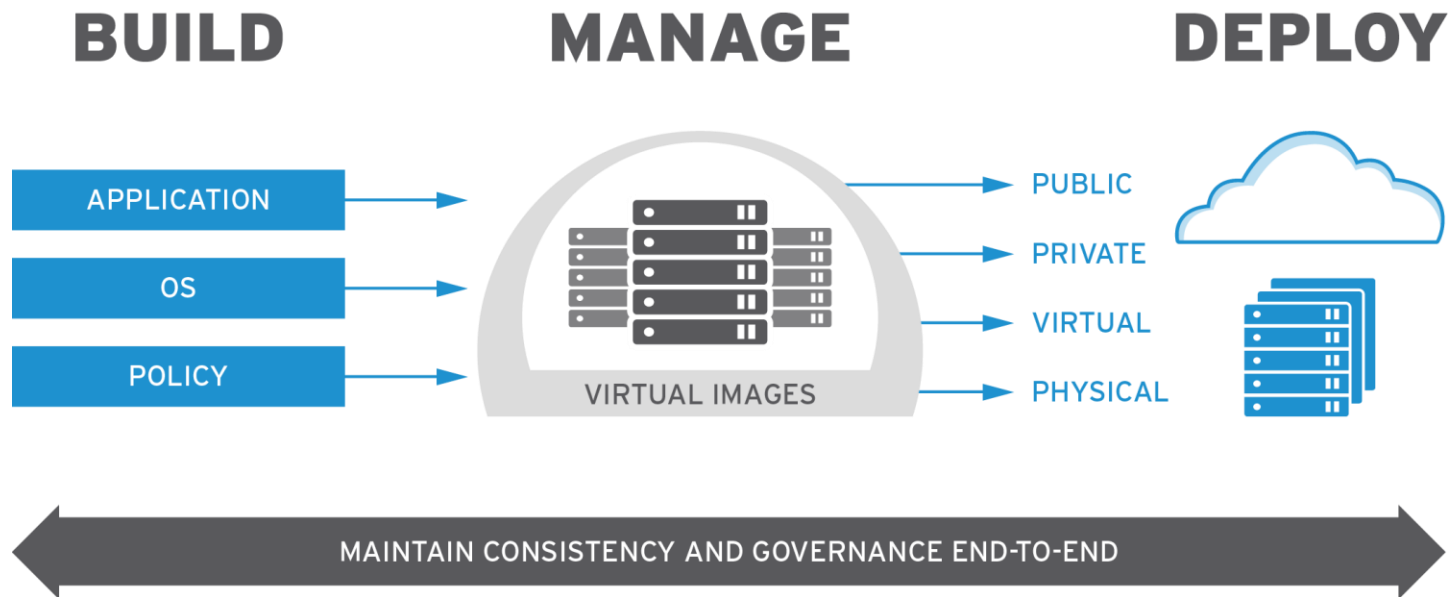 BUILD
MANAGE
DEPLOY
APPLICATION
OS
POLICY
VIRTUAL IMAGES
PUBLIC
PRIVATE
VIRTUAL
PHYSICAL
MAINTAIN CONSISTENCY AND GOVERNANCE END-TO-END